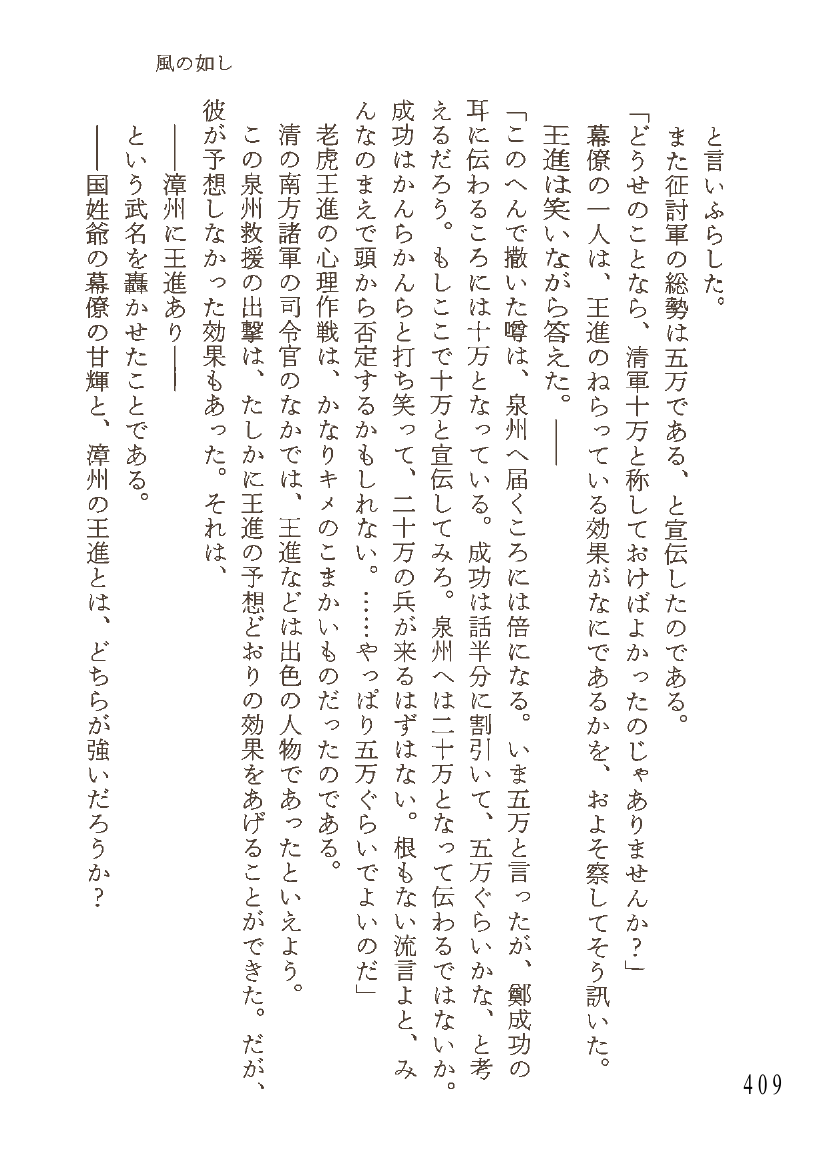 風の如し
と言いふらした。
また征討軍の総勢は五万である、と宣伝したのである。
「どうせのことなら、清軍十万と称しておけばよかったのじゃありませんか？」
幕僚の一人は、王進のねらっている効果がなにであるかを、およそ察してそう訊いた。
王進は笑いながら答えた。――
「このへんで撒いた噂は、泉州へ届くころには倍になる。いま五万と言ったが、鄭成功の
耳に伝わるころには十万となっている。成功は話半分に割引いて、五万ぐらいかな、と考
えるだろう。もしここで十万と宣伝してみろ。泉州へは二十万となって伝わるではないか。
成功はかんらかんらと打ち笑って、二十万の兵が来るはずはない。根もない流言よと、み
んなのまえで頭から否定するかもしれない。……やっぱり五万ぐらいでよいのだ」
老虎王進の心理作戦は、かなりキメのこまかいものだったのである。
清の南方諸軍の司令官のなかでは、王進などは出色の人物であったといえよう。
この泉州救援の出撃は、たしかに王進の予想どおりの効果をあげることができた。だが、
彼が予想しなかった効果もあった。それは、
――漳州に王進あり――
という武名を轟かせたことである。
――国姓爺の幕僚の甘輝と、漳州の王進とは、どちらが強いだろうか？
409